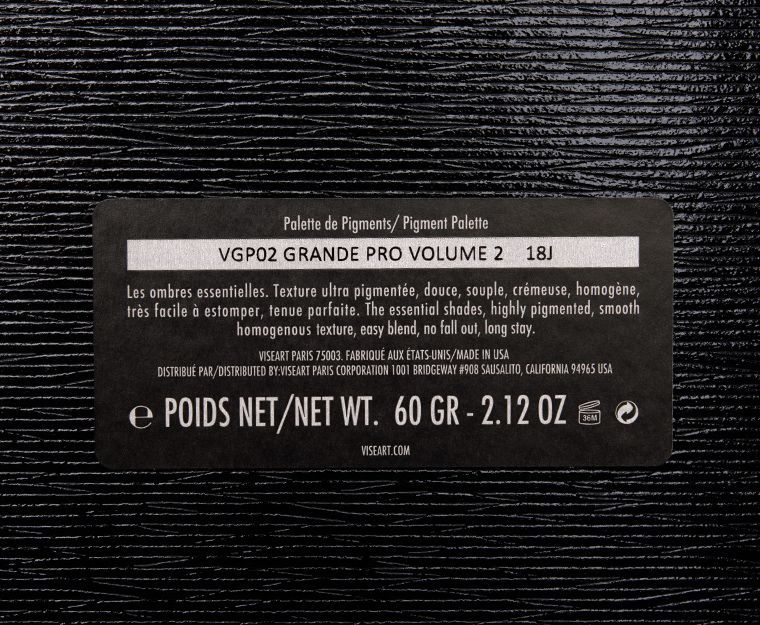 Palette de Pigments/ Pigment Palette
VGP02 GRANDE PRO VOLUME 2 18J
Les ombres essentielles. Texture ultra pigmentée, douce, souple, crémeuse, homogène,
très facile à estomper, tenue parfaite. The essential shades, highly pigmented, smooth
homogenous texture, easy blend, no fall out, long stay.
VISEART PARIS 75003. FABRIQUÉ AUX ÉTATS-UNIS/MADE IN USA
DISTRIBUÉ PAR/DISTRIBUTED BY:VISEART PARIS CORPORATION 1001 BRIDGEWAY #908 SAUSALITO, CALIFORNIA 94965 USA
℮ POIDS NET/NET WT. 60 GR - 2.12 OZ 36M
VISEART.COM